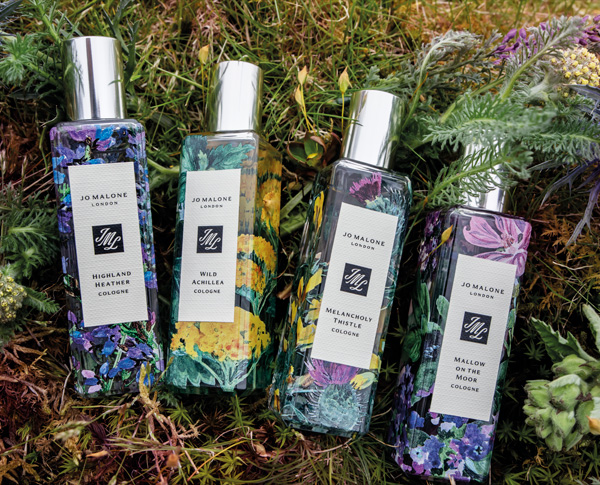 JO MALONE
LONDON
JML
HIGHLAND
HEATHER
COLOGNE
JO MALONE
LONDON
JML
WILD
ACHILLEA
COLOGNE
JO MALONE
LONDON
JML
MELANCHOLY
THISTLE
COLOGNE
JO MALONE
LONDON
JML
MALLOW
ON THE
MOOR
COLOGNE